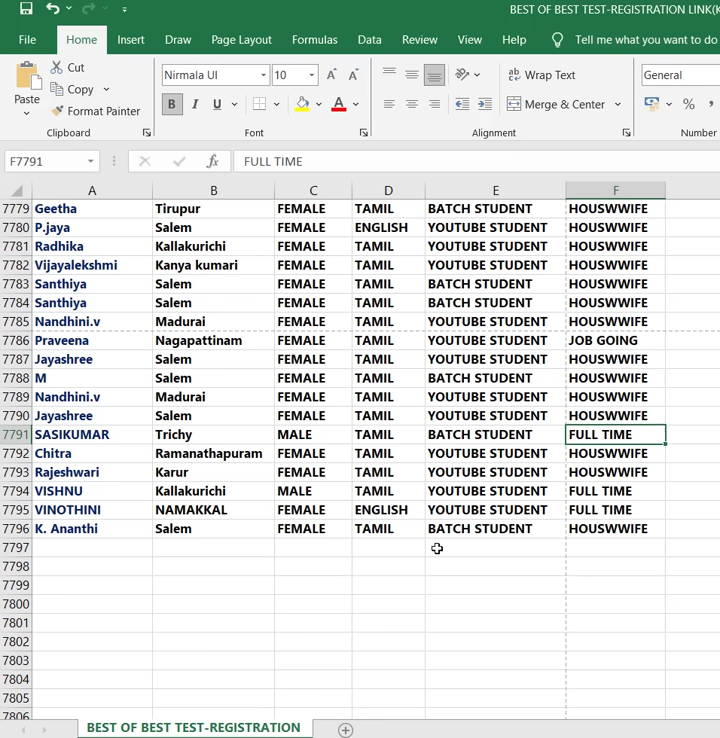 BEST OF BEST TEST-REGISTRATION LINK(K
File Home Insert Draw Page Layout Formulas Data Review View Help Tell me what you want to do
Paste
Cut
Copy
Format Painter
Clipboard
Nirmala UI 10
B I U
Font
Wrap Text
Merge & Center
Alignment
General
%
Number
F7791 fx FULL TIME
A B C D E F
7779 Geetha Tirupur FEMALE TAMIL BATCH STUDENT HOUSWWIFE
7780 P.jaya Salem FEMALE ENGLISH YOUTUBE STUDENT HOUSWWIFE
7781 Radhika Kallakurichi FEMALE TAMIL YOUTUBE STUDENT HOUSWWIFE
7782 Vijayalekshmi Kanya kumari FEMALE TAMIL YOUTUBE STUDENT HOUSWWIFE
7783 Santhiya Salem FEMALE TAMIL BATCH STUDENT HOUSWWIFE
7784 Santhiya Salem FEMALE TAMIL BATCH STUDENT HOUSWWIFE
7785 Nandhini.v Madurai FEMALE TAMIL YOUTUBE STUDENT HOUSWWIFE
7786 Praveena Nagapattinam FEMALE TAMIL YOUTUBE STUDENT JOB GOING
7787 Jayashree Salem FEMALE TAMIL YOUTUBE STUDENT HOUSWWIFE
7788 M Salem FEMALE TAMIL BATCH STUDENT HOUSWWIFE
7789 Nandhini.v Madurai FEMALE TAMIL YOUTUBE STUDENT HOUSWWIFE
7790 Jayashree Salem FEMALE TAMIL YOUTUBE STUDENT HOUSWWIFE
7791 SASIKUMAR Trichy MALE TAMIL BATCH STUDENT FULL TIME
7792 Chitra Ramanathapuram FEMALE TAMIL YOUTUBE STUDENT HOUSWWIFE
7793 Rajeshwari Karur FEMALE TAMIL YOUTUBE STUDENT HOUSWWIFE
7794 VISHNU Kallakurichi MALE TAMIL YOUTUBE STUDENT FULL TIME
7795 VINOTHINI NAMAKKAL FEMALE ENGLISH YOUTUBE STUDENT FULL TIME
7796 K. Ananthi Salem FEMALE TAMIL BATCH STUDENT HOUSWWIFE
7797
7798
7799
7800
7801
7802
7803
7804
7805
7806
BEST OF BEST TEST-REGISTRATION